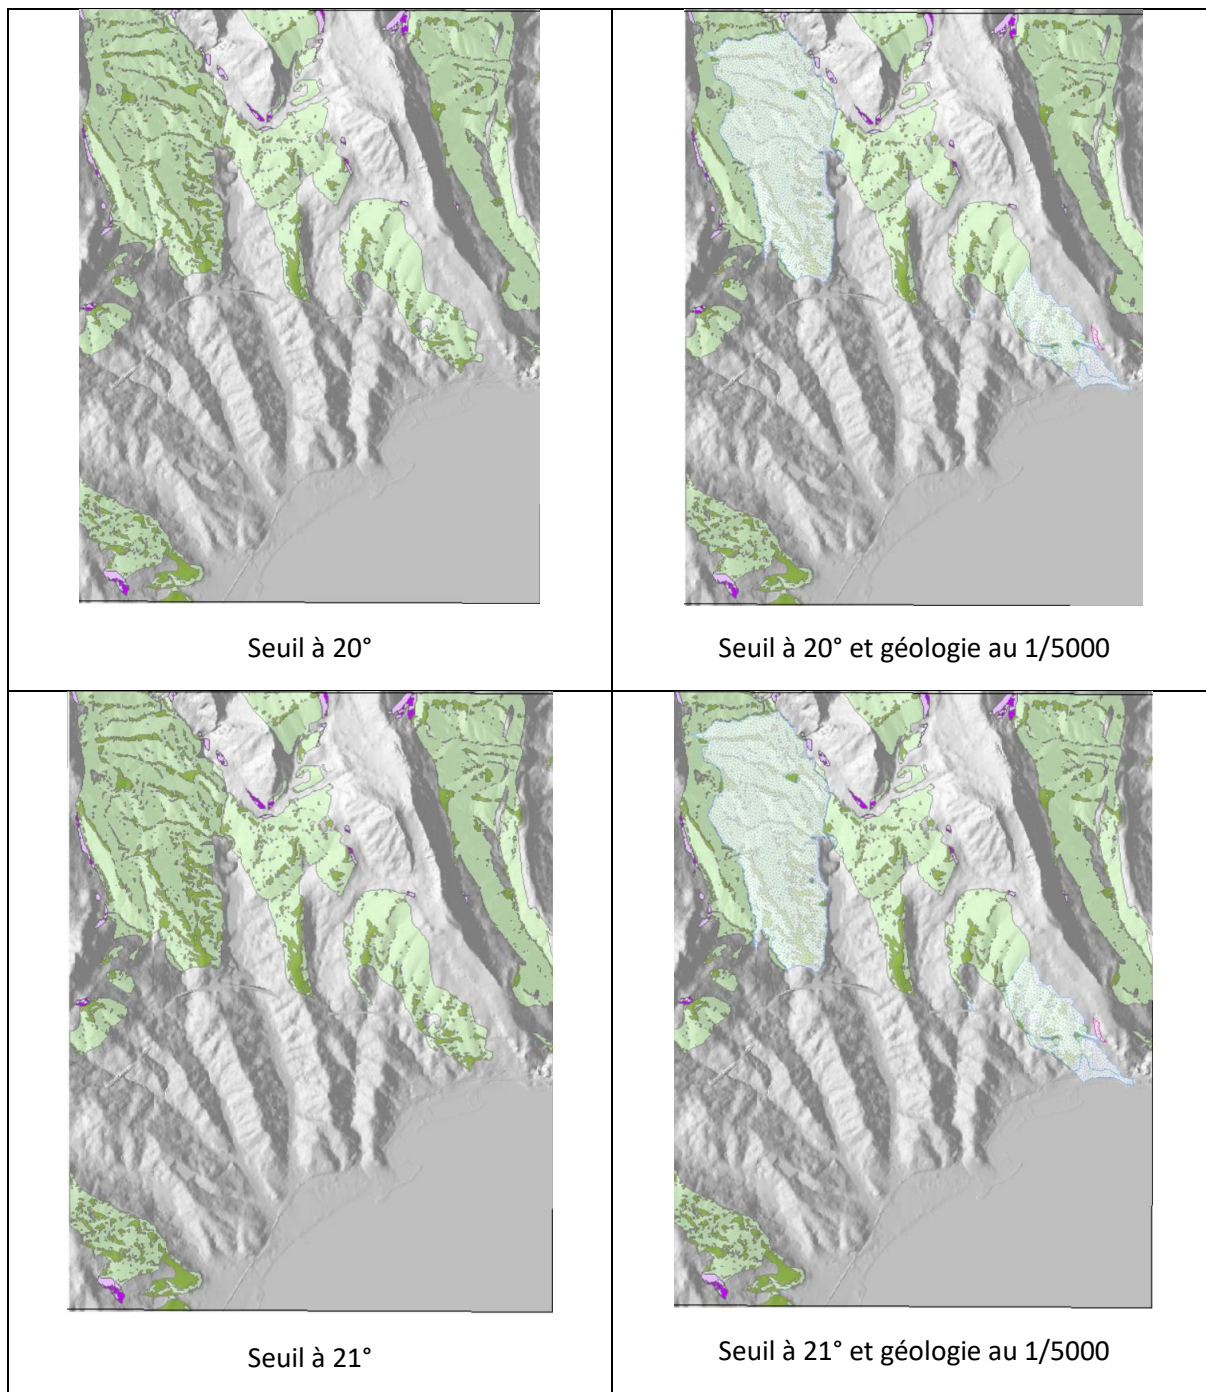 Seuil à 20°
Seuil à 20° et géologie au 1/5000
Seuil à 21°
Seuil à 21° et géologie au 1/5000